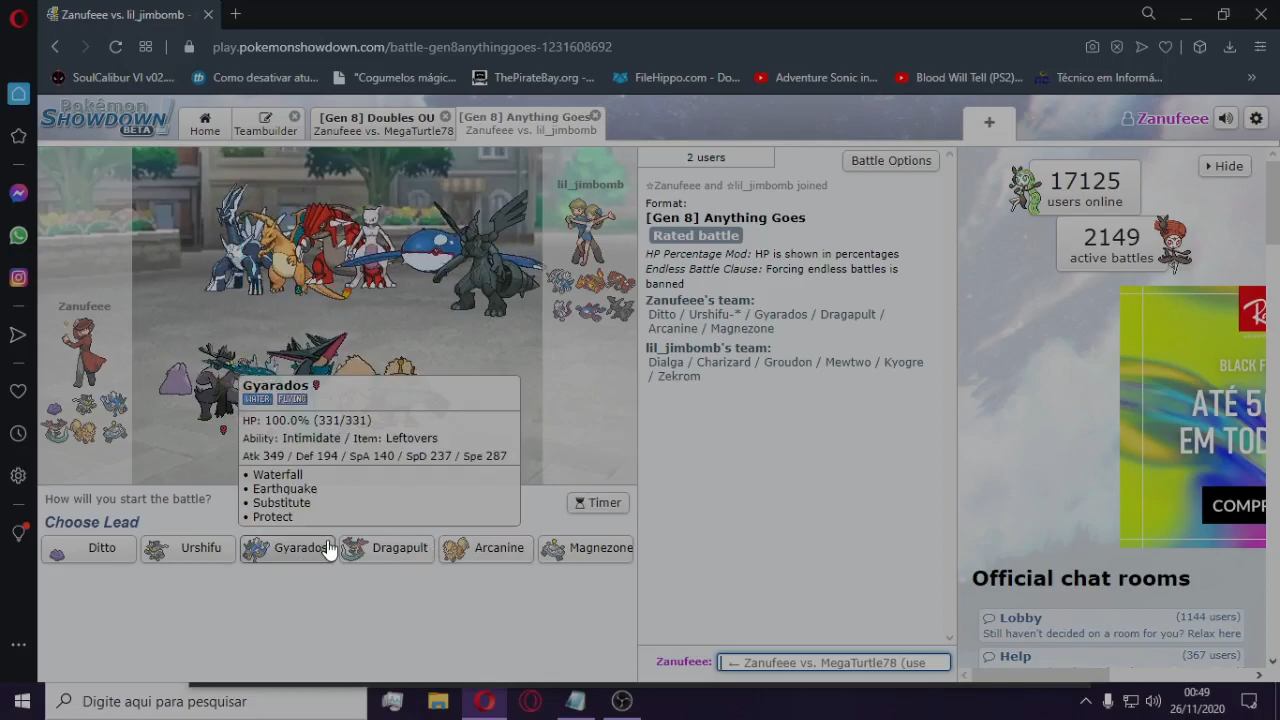 Zanufeee vs. lil_jimbomb -
play.pokemonshowdown.com/battle-gen8anythinggoes-1231608692
SoulCalibur VI v02....
Como desativar atu...
"Cogumelos mágic...
ThePirateBay.org -...
FileHippo.com - Do...
Adventure Sonic in...
Blood Will Tell (PS2)...
Técnico em Informá...
»
Pokémon
SHOWDOWN
BETA
Home
Teambuilder
[Gen 8] Doubles OU
Zanufeee vs. MegaTurtle78
[Gen 8] Anything Goes
Zanufeee vs. lil_jimbomb
Zanufeee
lil_jimbomb
Zanufeee
Gyarados
WATER FLYING
HP: 100.0% (331/331)
Ability: Intimidate / Item: Leftovers
Atk 349 / Def 194 / SpA 140 / SpD 237 / Spe 287
• Waterfall
• Earthquake
• Substitute
• Protect
How will you start the battle?
Timer
Choose Lead
Ditto
Urshifu
Gyarados
Dragapult
Arcanine
Magnezone
2 users
Battle Options
☆Zanufeee and ☆lil_jimbomb joined
Format:
[Gen 8] Anything Goes
Rated battle
HP Percentage Mod: HP is shown in percentages
Endless Battle Clause: Forcing endless battles is
banned
Zanufeee's team:
Ditto / Urshifu-* / Gyarados / Dragapult /
Arcanine / Magnezone
lil_jimbomb's team:
Dialga / Charizard / Groudon / Mewtwo / Kyogre
/ Zekrom
Zanufeee:
← Zanufeee vs. MegaTurtle78 (use
17125
users online
2149
active battles
Hide
BLACK F
ATÉ 50
EM TOD
COMPR
Official chat rooms
Lobby
(1144 users)
Still haven't decided on a room for you? Relax here
Help
(367 users)
Digite aqui para pesquisar
00:49
26/11/2020